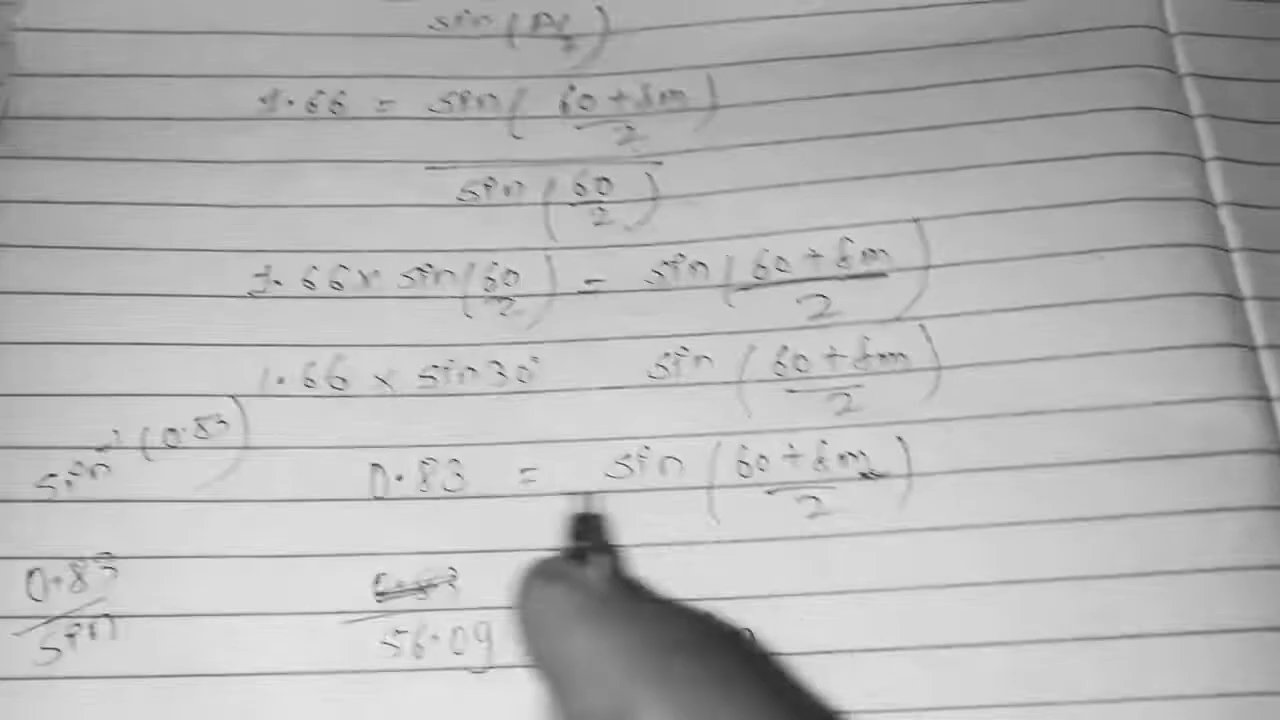 sin(A/2)
1.66 = sin(60+δm/2)
sin(60/2)
1.66 × sin(60/2) = sin(60+δm/2)
1.66 × sin30° sin(60+δm/2)
sin⁻¹(0.83)
0.83 = sin(60+δm/2)
0.83/sin
56.09